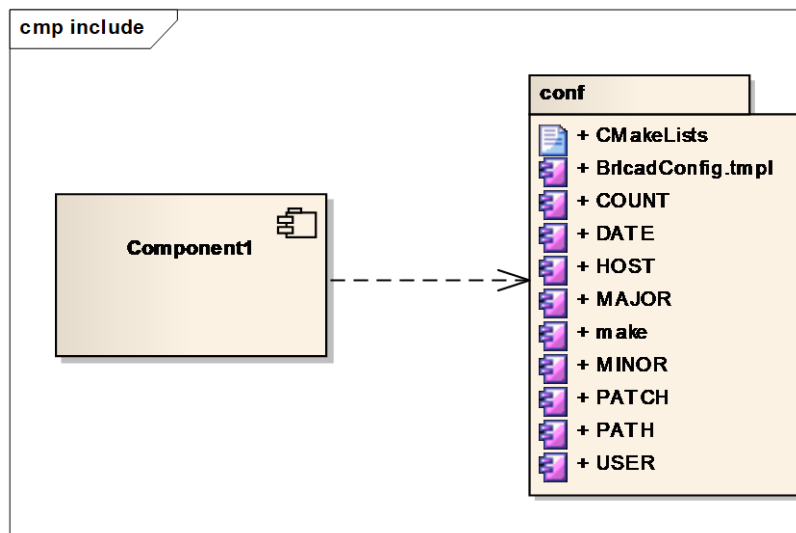 cmp include
conf
+ CMakeLists
+ BrlcadConfig.tmpl
+ COUNT
+ DATE
+ HOST
+ MAJOR
+ make
+ MINOR
+ PATCH
+ PATH
+ USER
Component1